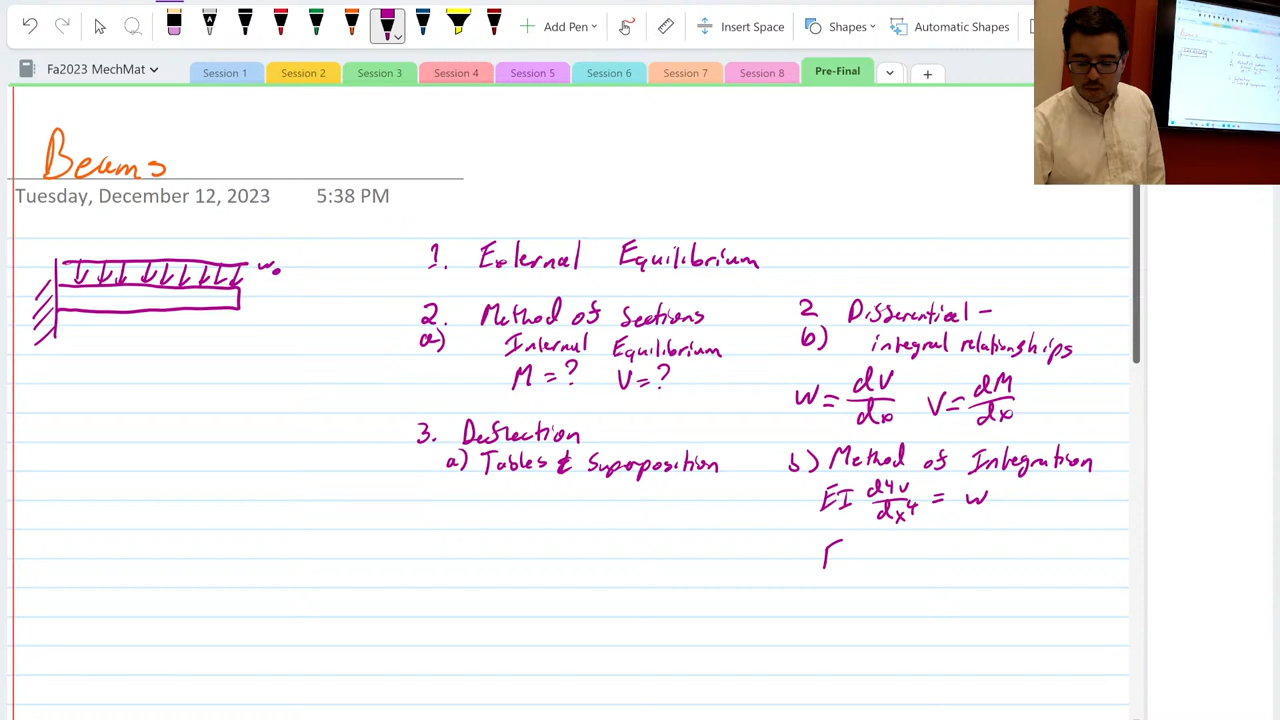 Add Pen
Insert Space
Shapes
Automatic Shapes
Fa2023 MechMat
Session 1
Session 2
Session 3
Session 4
Session 5
Session 6
Session 7
Session 8
Pre-Final
Beams
Tuesday, December 12, 2023 5:38 PM
w₀
1. External Equilibrium
2. Method of Sections
a) Internal Equilibrium
M = ? V = ?
2 Differential -
b) integral relationships
w = dV/dx V = dM/dx
3. Deflection
a) Tables & Superposition
b) Method of Integration
EI d4v/dx4 = w